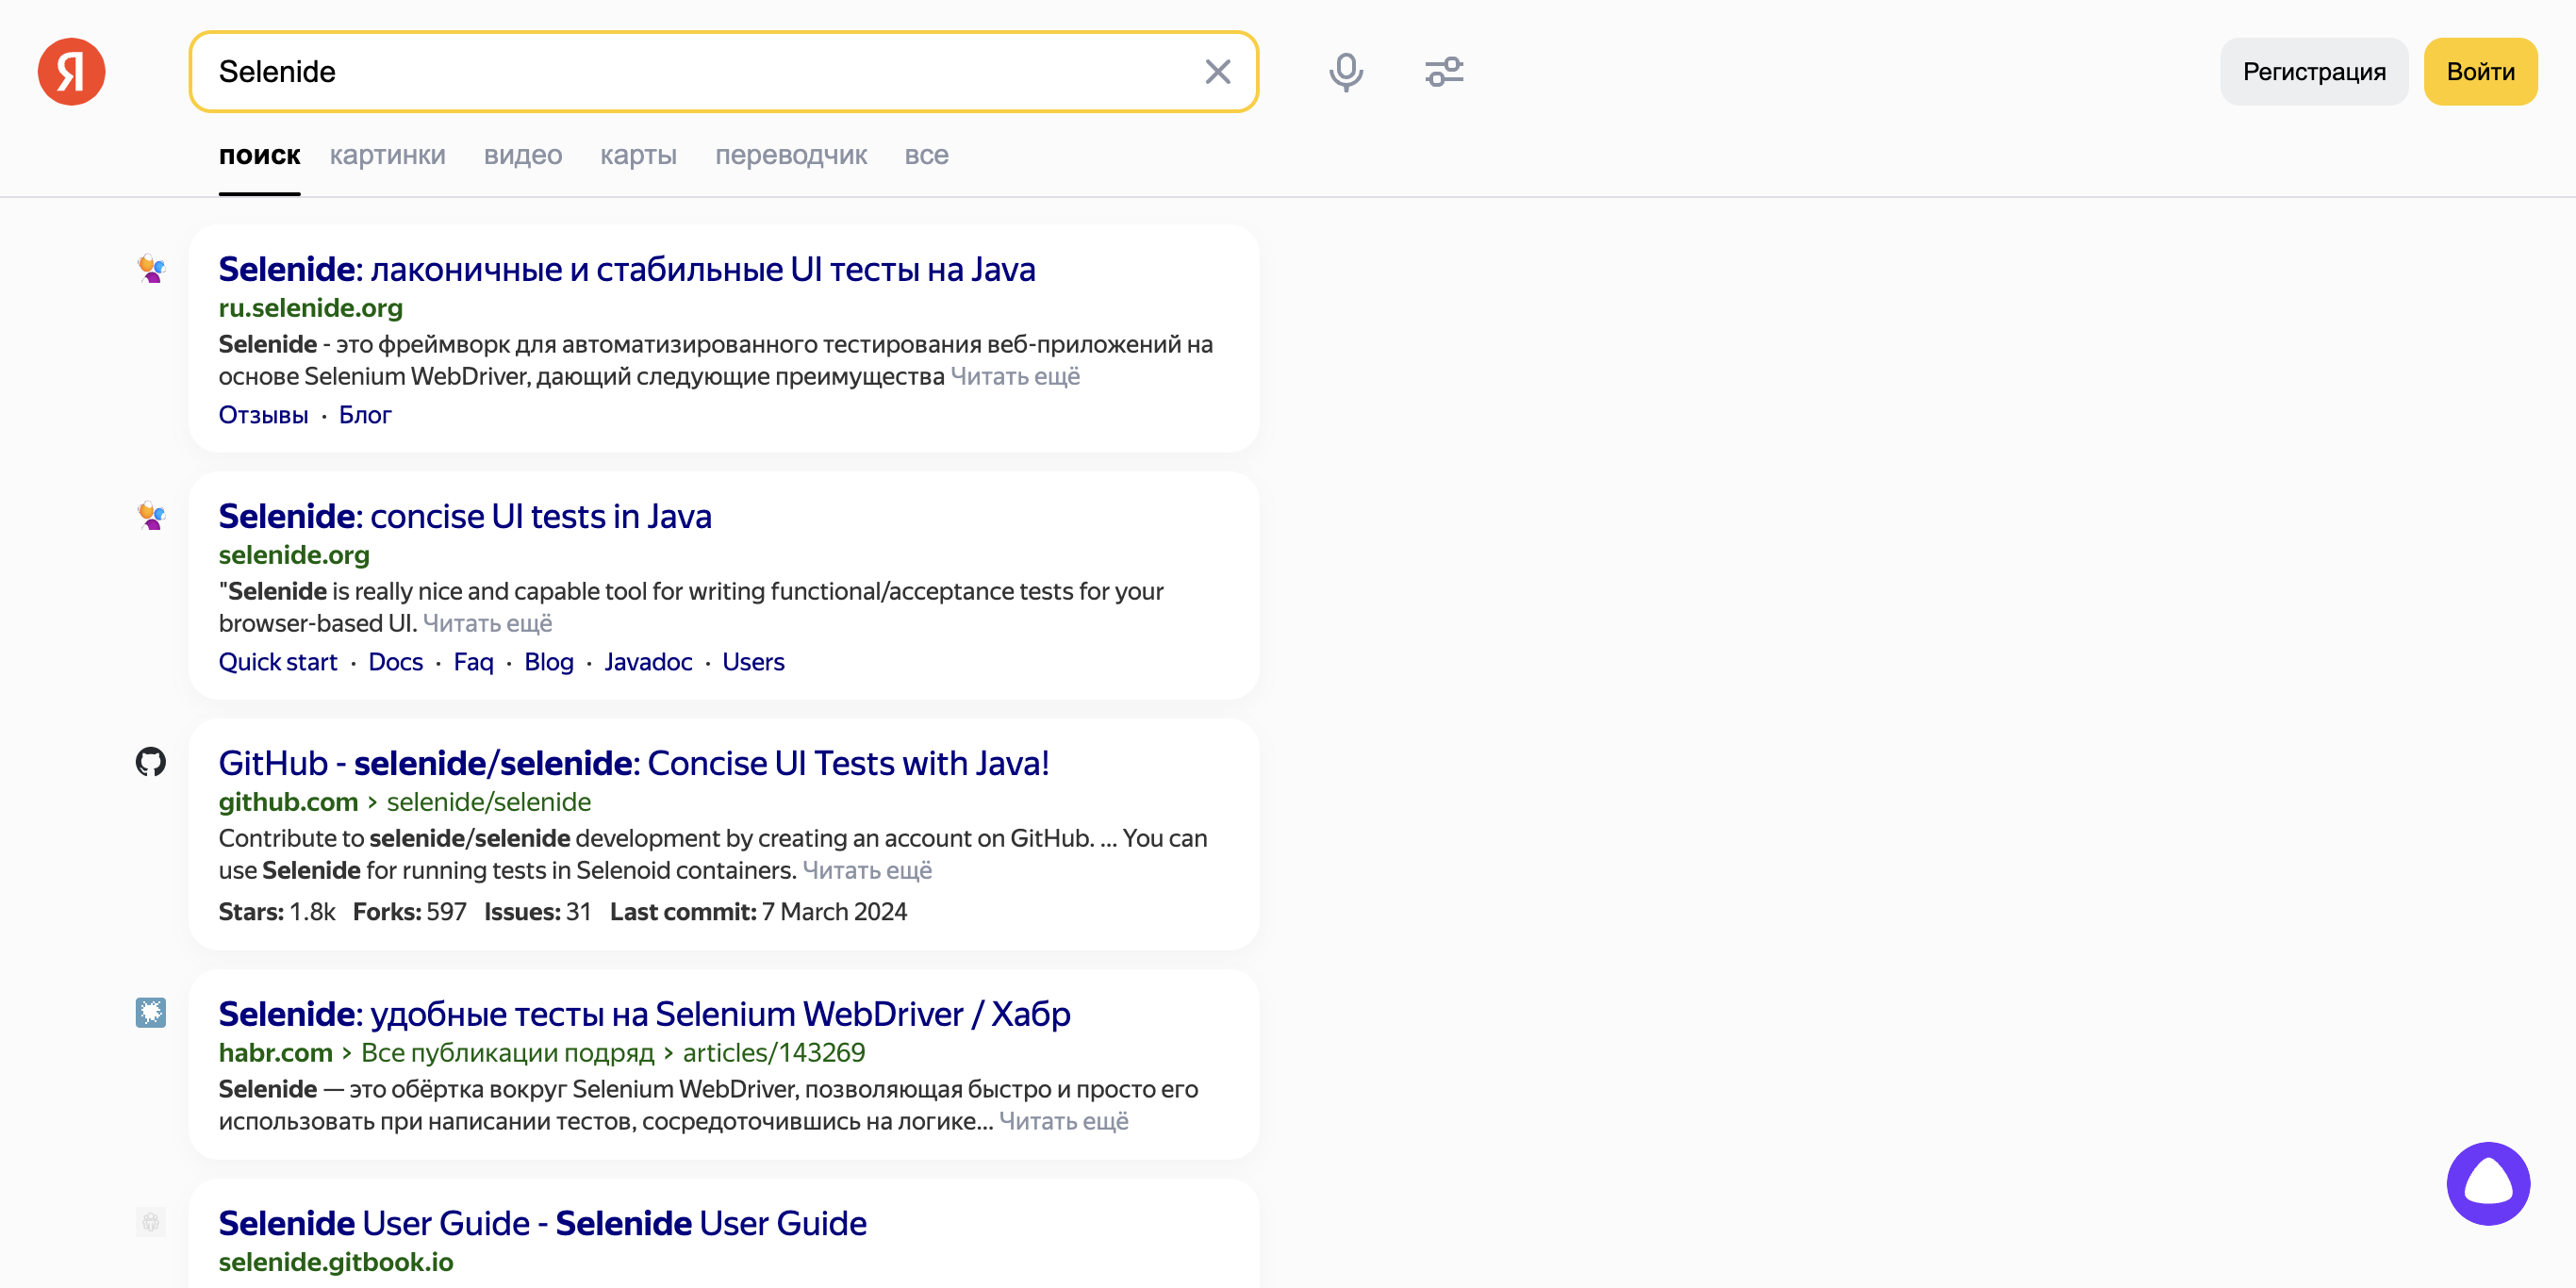 Я
Selenide
Регистрация
Войти
поиск картинки видео карты переводчик все
Selenide: лаконичные и стабильные UI тесты на Java
ru.selenide.org
Selenide - это фреймворк для автоматизированного тестирования веб-приложений на
основе Selenium WebDriver, дающий следующие преимущества Читать ещё
Отзывы · Блог
Selenide: concise UI tests in Java
selenide.org
"Selenide is really nice and capable tool for writing functional/acceptance tests for your
browser-based UI. Читать ещё
Quick start · Docs · Faq · Blog · Javadoc · Users
GitHub - selenide/selenide: Concise UI Tests with Java!
github.com › selenide/selenide
Contribute to selenide/selenide development by creating an account on GitHub. ... You can
use Selenide for running tests in Selenoid containers. Читать ещё
Stars: 1.8k Forks: 597 Issues: 31 Last commit: 7 March 2024
Selenide: удобные тесты на Selenium WebDriver / Хабр
habr.com › Все публикации подряд › articles/143269
Selenide — это обёртка вокруг Selenium WebDriver, позволяющая быстро и просто его
использовать при написании тестов, сосредоточившись на логике... Читать ещё
Selenide User Guide - Selenide User Guide
selenide.gitbook.io